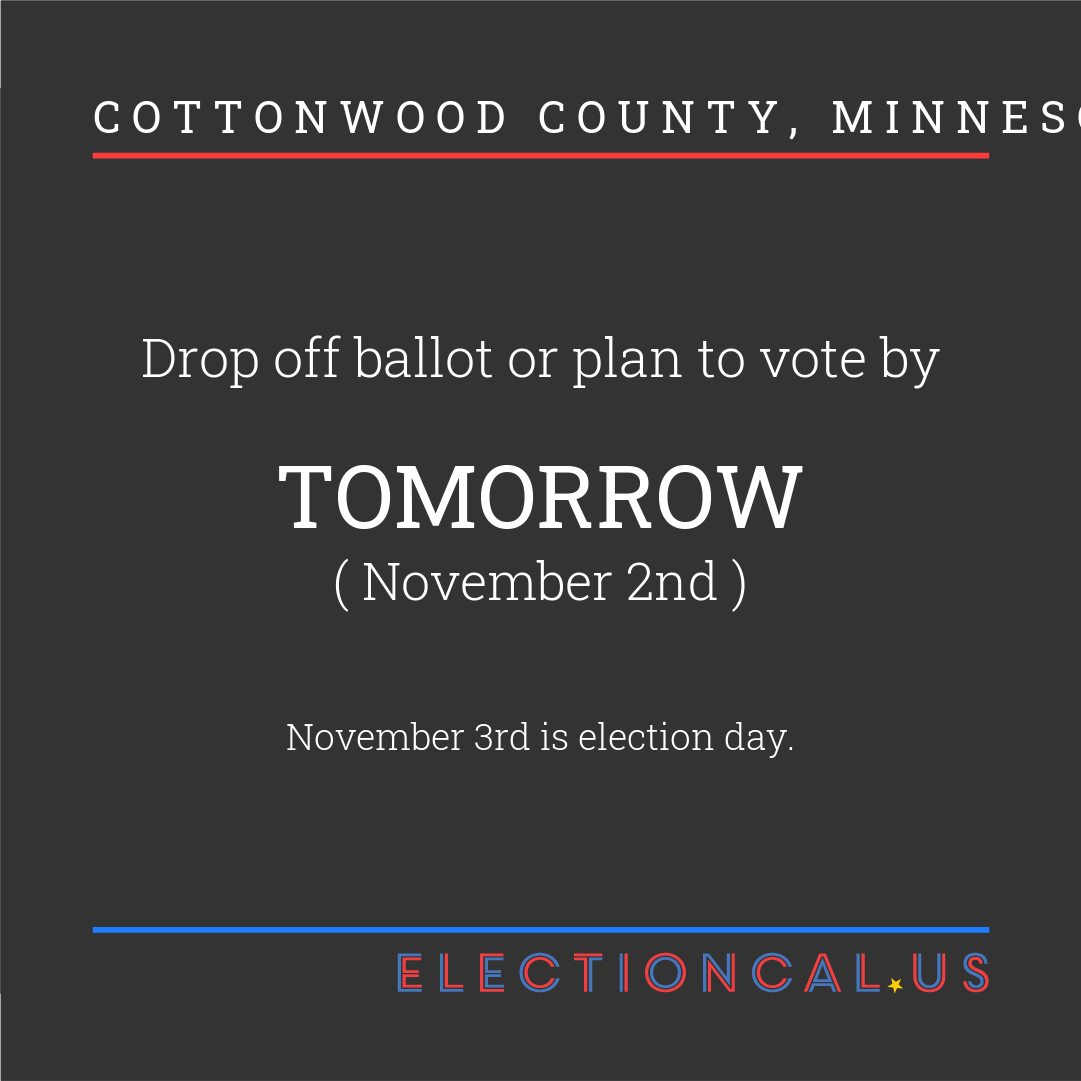 COTTONWOOD COUNTY, MINNES
Drop off ballot or plan to vote by
TOMORROW
( November 2nd )
November 3rd is election day.
ELECTIONCAL.US